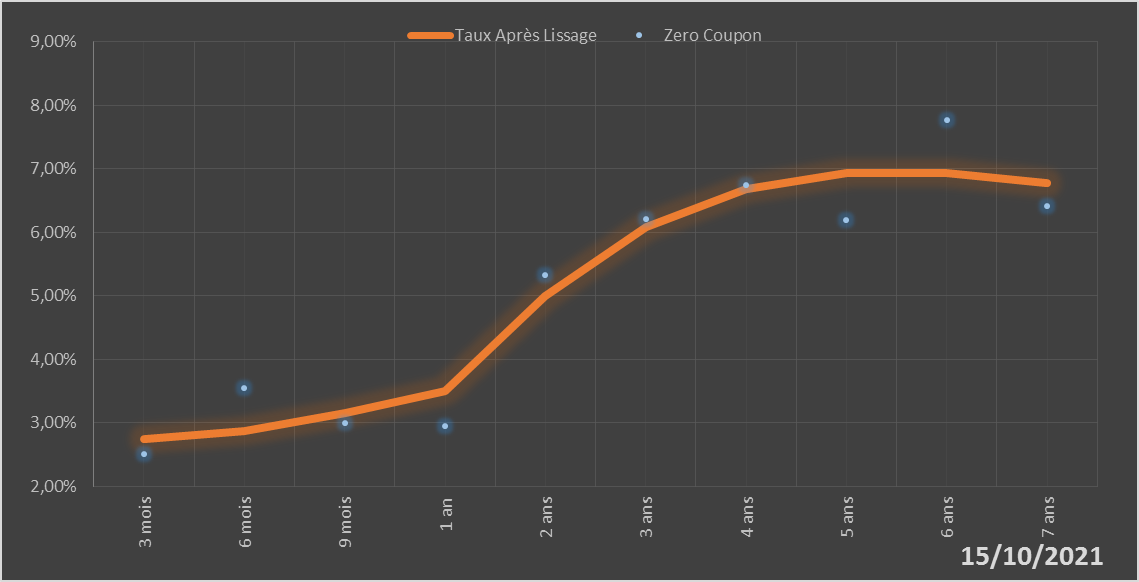 Taux Après Lissage
Zero Coupon
9,00%
8,00%
7,00%
6,00%
5,00%
4,00%
3,00%
2,00%
3 mois
6 mois
9 mois
1 an
2 ans
3 ans
4 ans
5 ans
6 ans
7 ans
15/10/2021